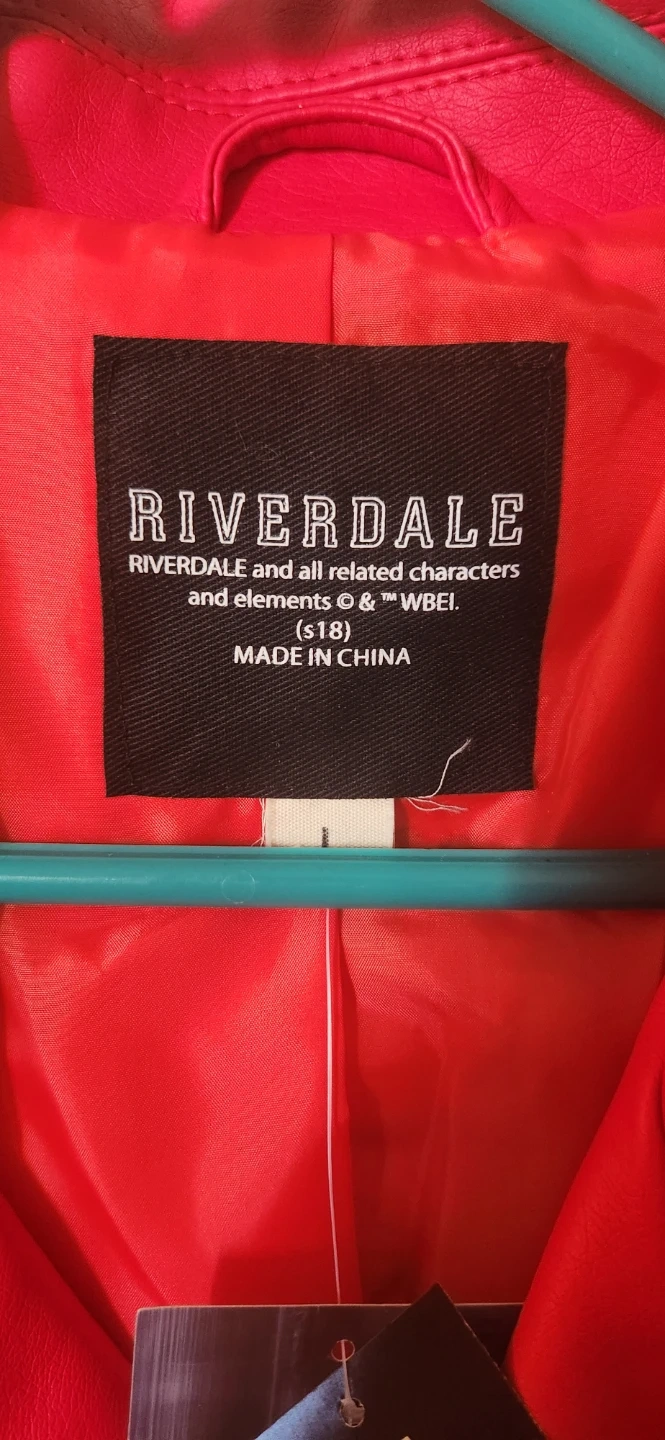 RIVERDALE
RIVERDALE and all related characters
and elements © & ™ WBEI.
(s18)
MADE IN CHINA